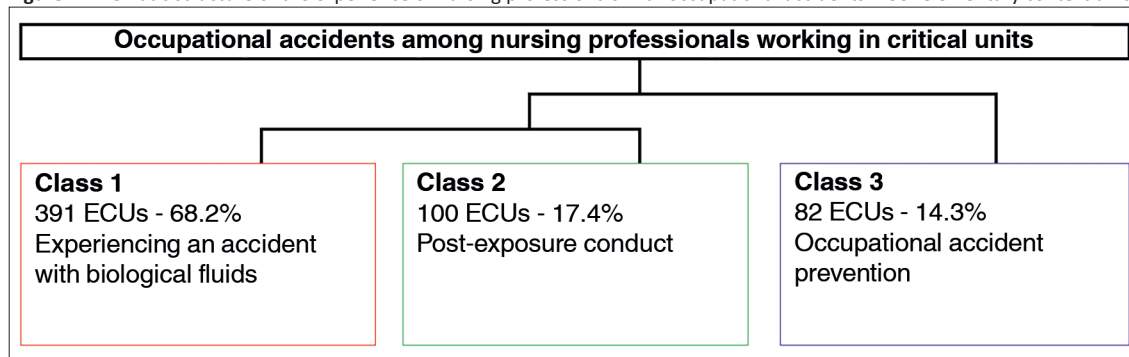 Occupational accidents among nursing professionals working in critical units
Class 1
391 ECUs - 68.2%
Experiencing an accident
with biological fluids
Class 2
100 ECUs - 17.4%
Post-exposure conduct
Class 3
82 ECUs - 14.3%
Occupational accident
prevention